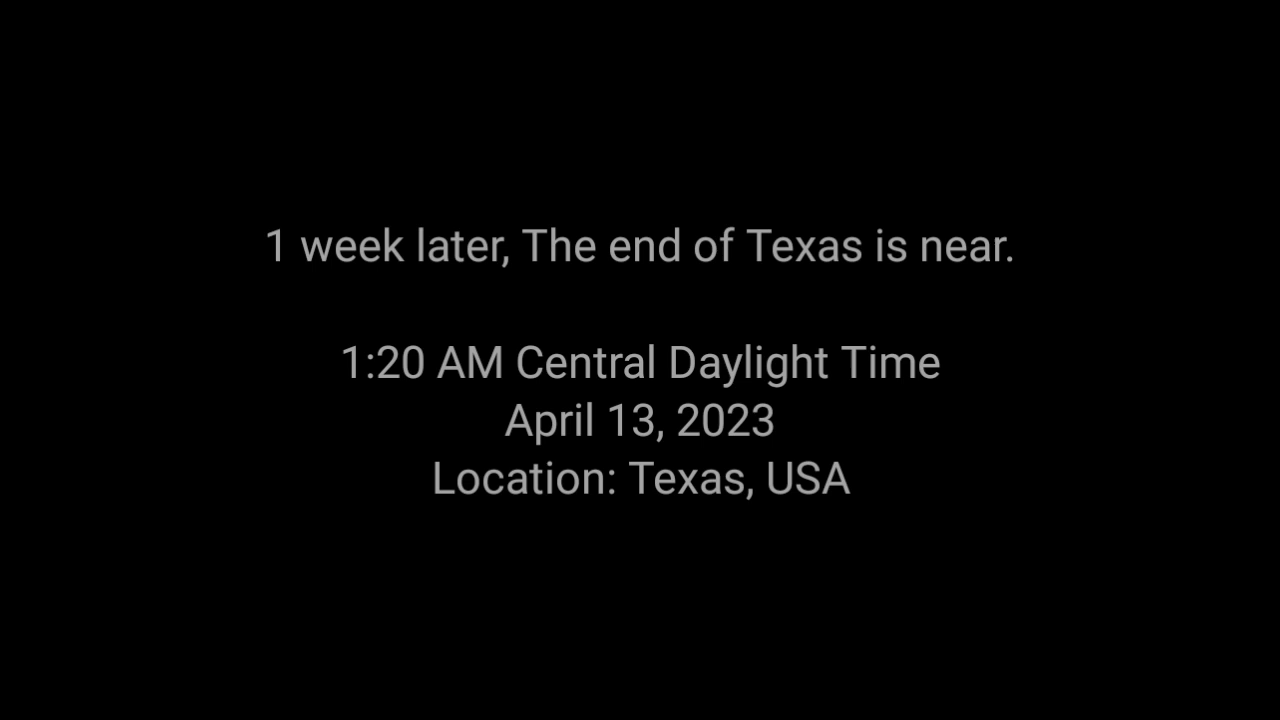 1 week later, The end of Texas is near.
1:20 AM Central Daylight Time
April 13, 2023
Location: Texas, USA